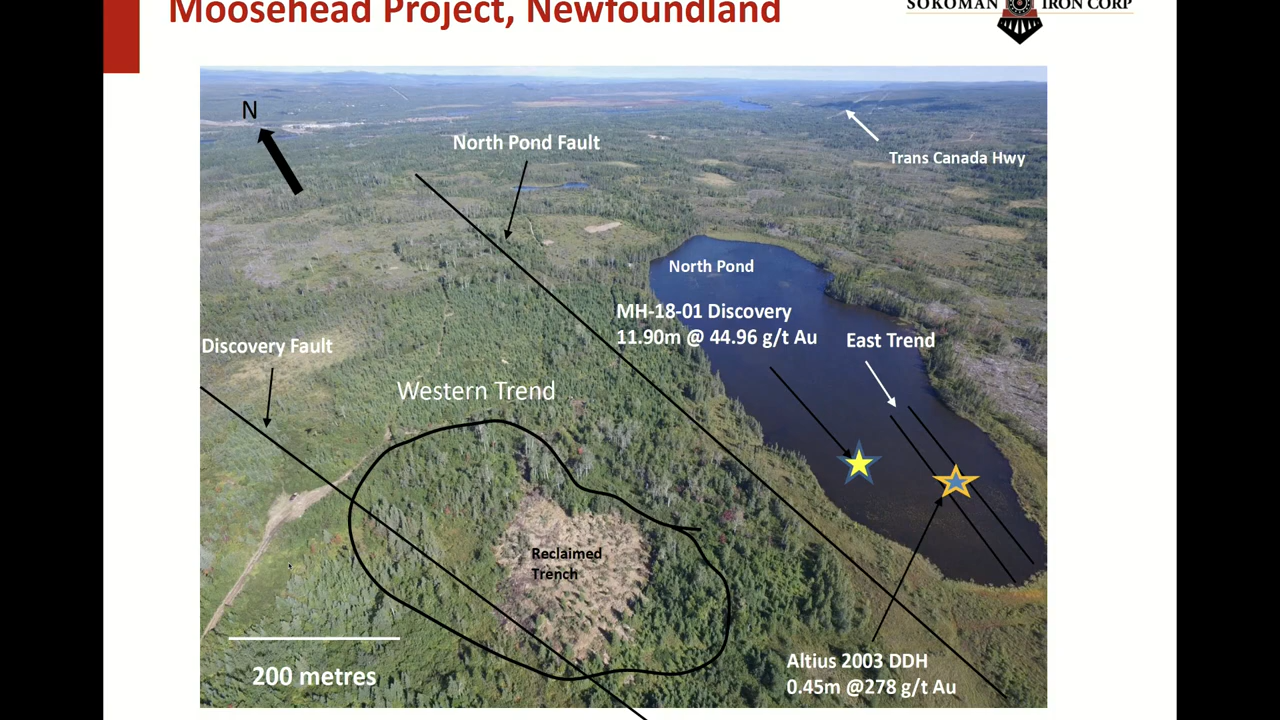 Moosehead Project, Newfoundland
SOKOMAN IRON CORP
N
North Pond Fault
Trans Canada Hwy
North Pond
MH-18-01 Discovery
11.90m @ 44.96 g/t Au
East Trend
Discovery Fault
Western Trend
Reclaimed
Trench
200 metres
Altius 2003 DDH
0.45m @278 g/t Au